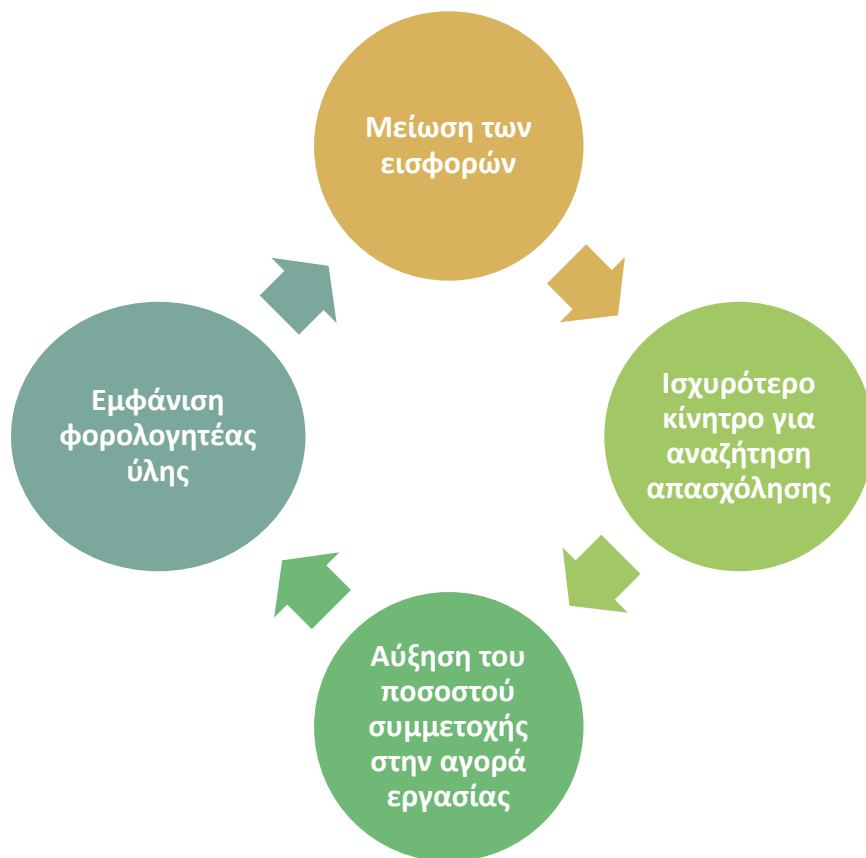 Μείωση των
εισφορών
Ισχυρότερο
κίνητρο για
αναζήτηση
απασχόλησης
Αύξηση του
ποσοστού
συμμετοχής
στην αγορά
εργασίας
Εμφάνιση
φορολογητέας
ύλης